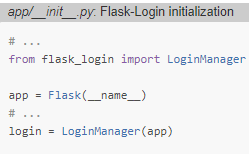 app/__init__.py: Flask-Login initialization
# ...
from flask_login import LoginManager
app = Flask(__name__)
# ...
login = LoginManager(app)